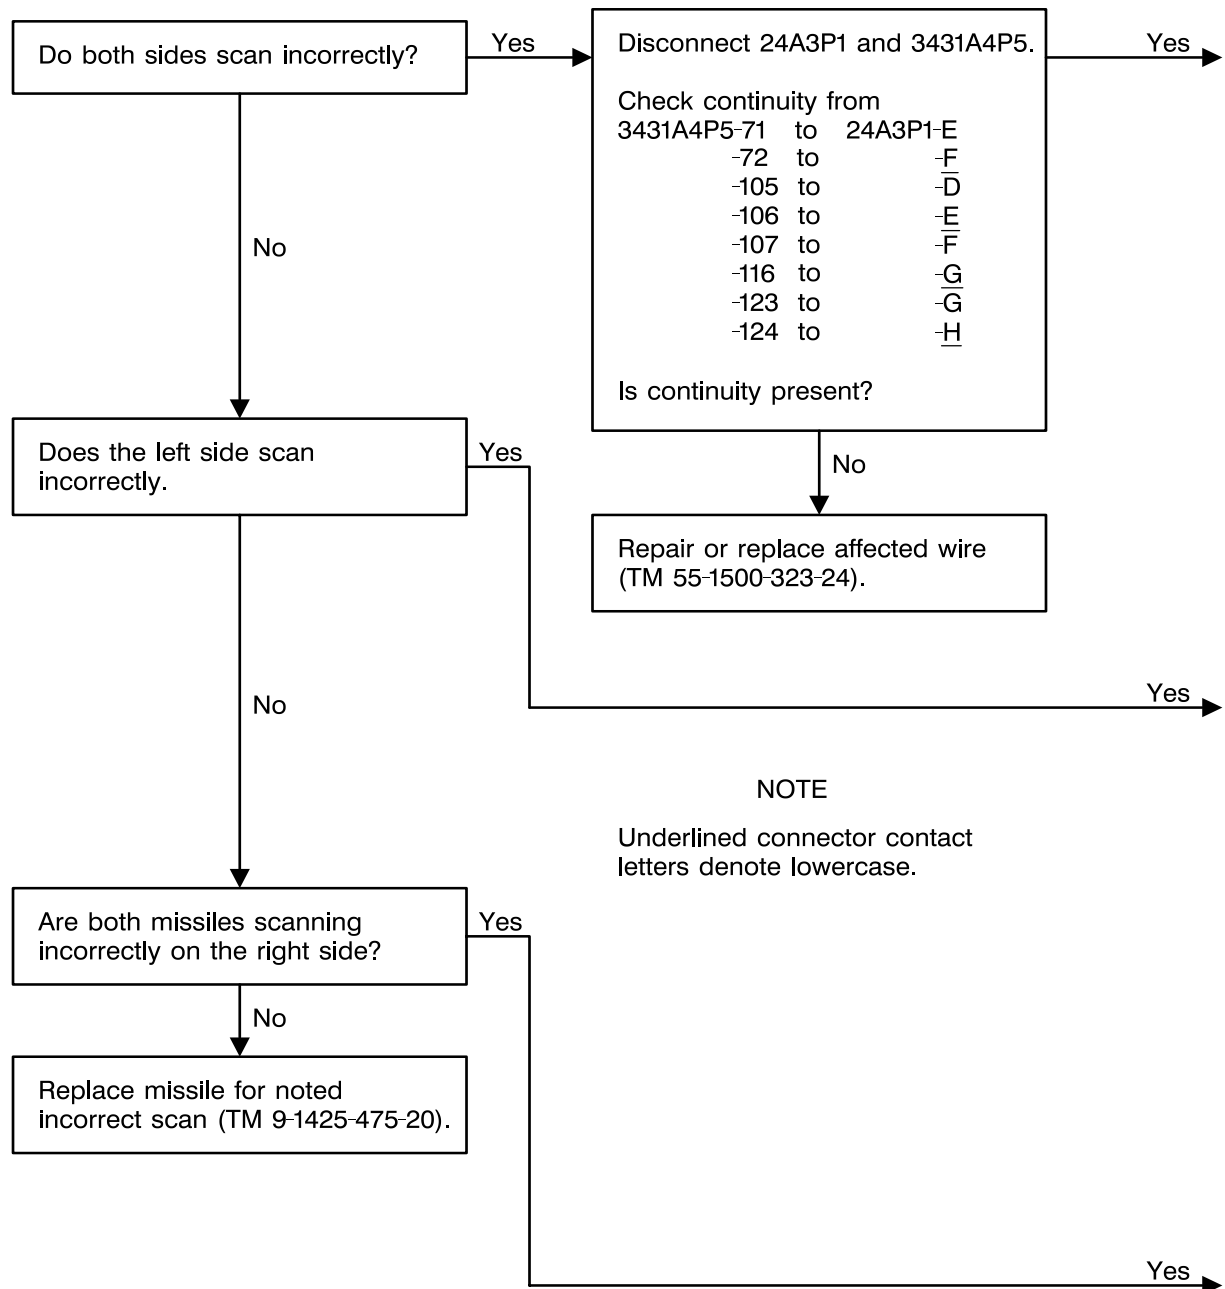 Do both sides scan incorrectly?
Yes
Disconnect 24A3P1 and 3431A4P5.
Yes
Check continuity from
3431A4P5-71 to 24A3P1-E
-72 to -F
-105 to -D
-106 to -E
-107 to -F
-116 to -G
-123 to -G
-124 to -H
Is continuity present?
No
No
Repair or replace affected wire
(TM 55-1500-323-24).
Does the left side scan
incorrectly.
Yes
Yes
No
NOTE
Underlined connector contact
letters denote lowercase.
Are both missiles scanning
incorrectly on the right side?
Yes
No
Replace missile for noted
incorrect scan (TM 9-1425-475-20).
Yes